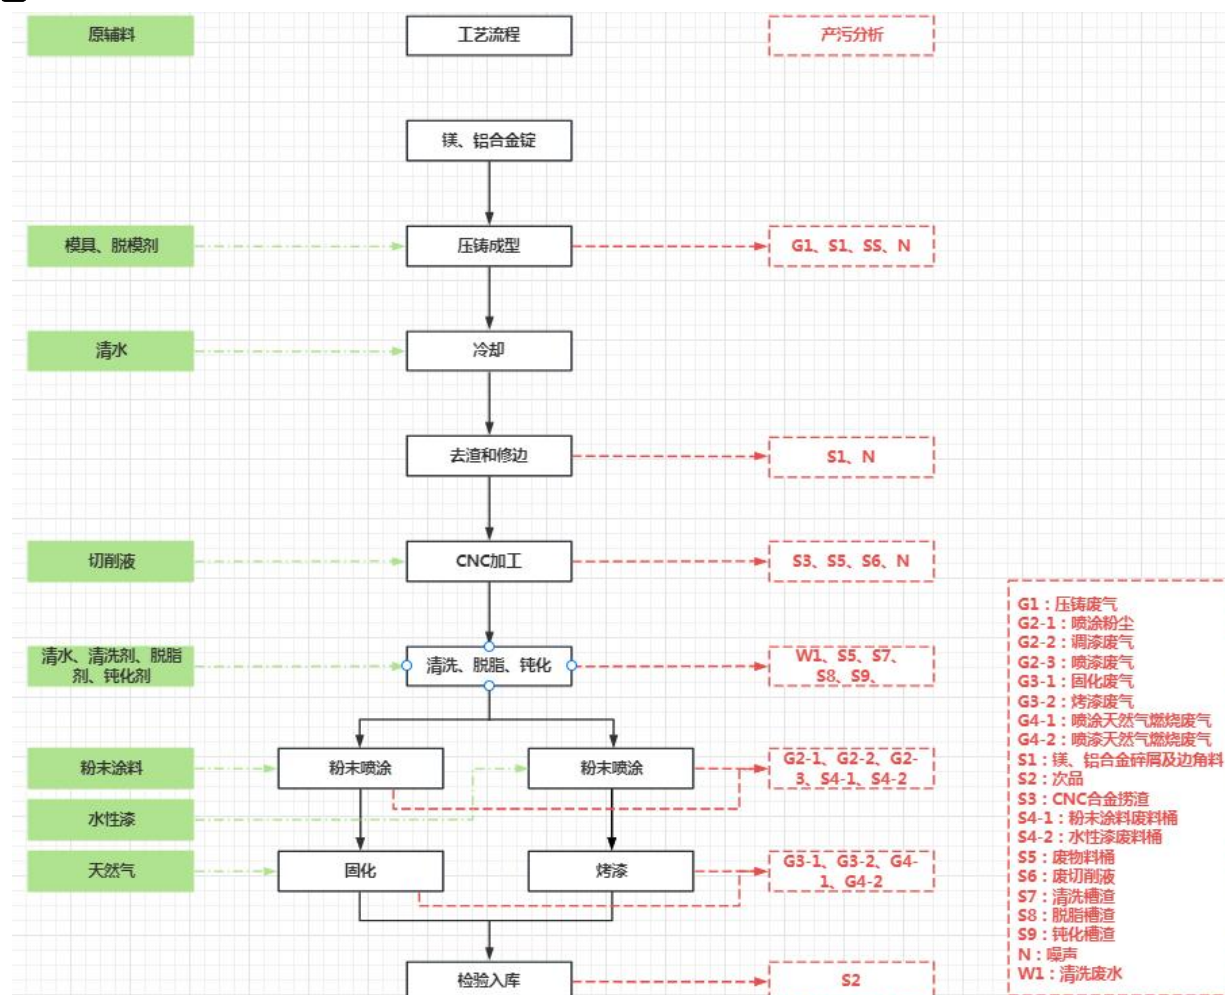 原辅料
工艺流程
产污分析
镁、铝合金锭
模具、脱模剂
压铸成型
G1、S1、SS、N
清水
冷却
去渣和修边
S1、N
切削液
CNC加工
S3、S5、S6、N
清水、清洗剂、脱脂
剂、钝化剂
清洗、脱脂、钝化
W1、S5、S7、
S8、S9、
粉末涂料
粉末喷涂
粉末喷涂
G2-1、G2-2、G2-
3、S4-1、S4-2
水性漆
天然气
固化
烤漆
G3-1、G3-2、G4-
1、G4-2
检验入库
S2
G1：压铸废气
G2-1：喷涂粉尘
G2-2：调漆废气
G2-3：喷漆废气
G3-1：固化废气
G3-2：烤漆废气
G4-1：喷涂天然气燃烧废气
G4-2：喷漆天然气燃烧废气
S1：镁、铝合金碎屑及边角料
S2：次品
S3：CNC合金捞渣
S4-1：粉末涂料废料桶
S4-2：水性漆废料桶
S5：废物料桶
S6：废切削液
S7：清洗槽渣
S8：脱脂槽渣
S9：钝化槽渣
N：噪声
W1：清洗废水